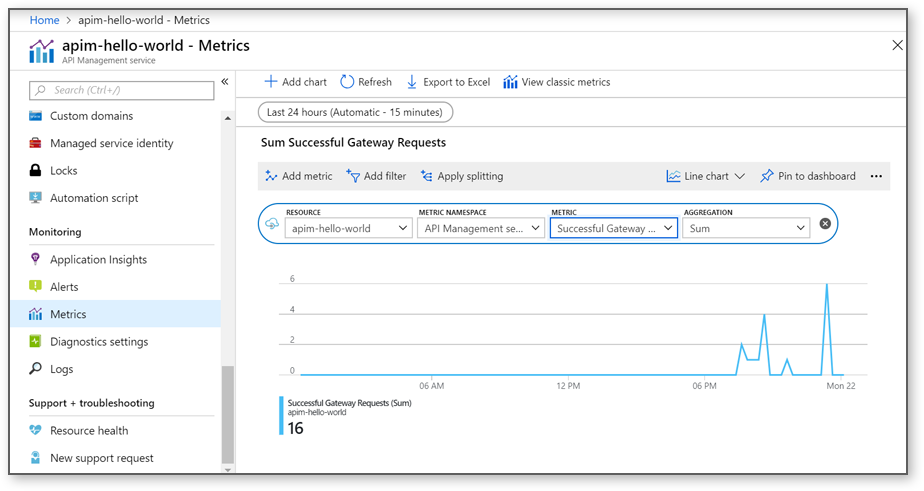 Home > apim-hello-world - Metrics
apim-hello-world - Metrics
API Management service
Search (Ctrl+/)
«
Custom domains
Managed service identity
Locks
Automation script
Monitoring
Application Insights
Alerts
Metrics
Diagnostics settings
Logs
Support + troubleshooting
Resource health
New support request
Add chart Refresh Export to Excel View classic metrics
Last 24 hours (Automatic - 15 minutes)
Sum Successful Gateway Requests
Add metric Add filter Apply splitting Line chart Pin to dashboard ...
RESOURCE METRIC NAMESPACE METRIC AGGREGATION
apim-hello-world API Management se... Successful Gateway ... Sum
6
4
2
0
06 AM 12 PM 06 PM Mon 22
Successful Gateway Requests (Sum)
apim-hello-world
16